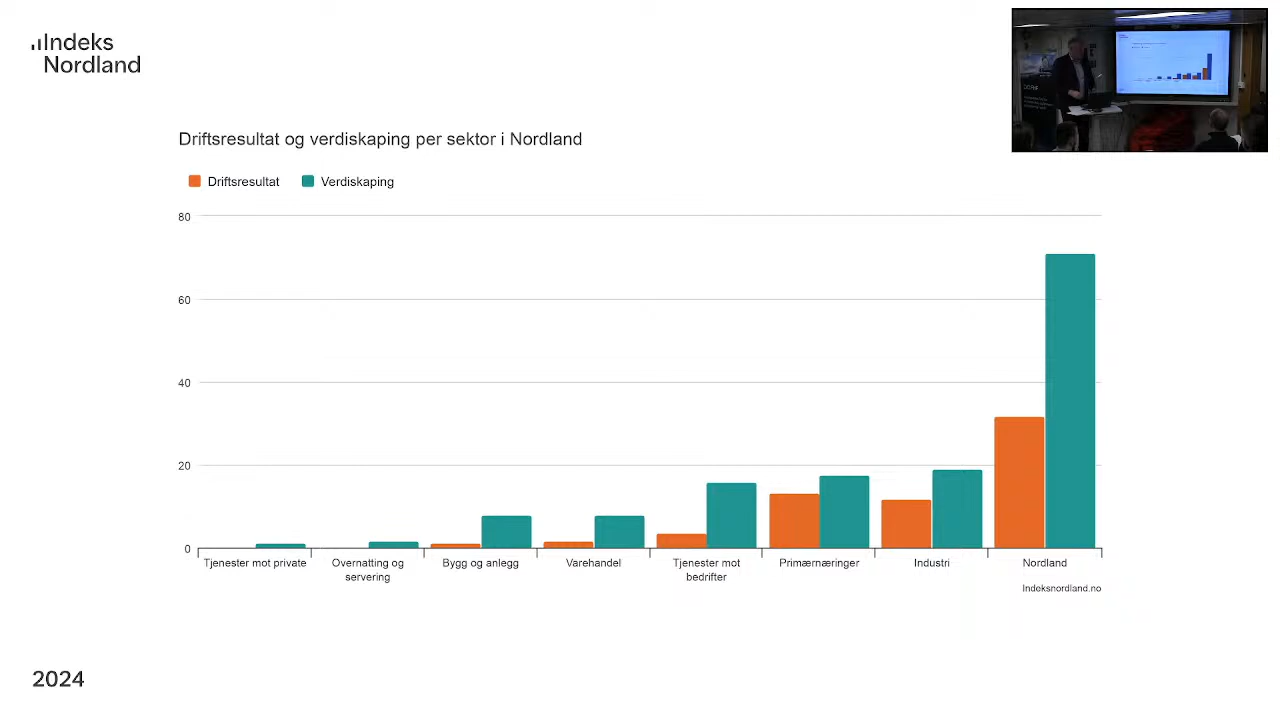 Indeks
Nordland
Driftsresultat og verdiskaping per sektor i Nordland
Driftsresultat
Verdiskaping
80
60
40
20
0
Tjenester mot private
Overnatting og
servering
Bygg og anlegg
Varehandel
Tjenester mot
bedrifter
Primærnæringer
Industri
Nordland
Indeksnordland.no
2024